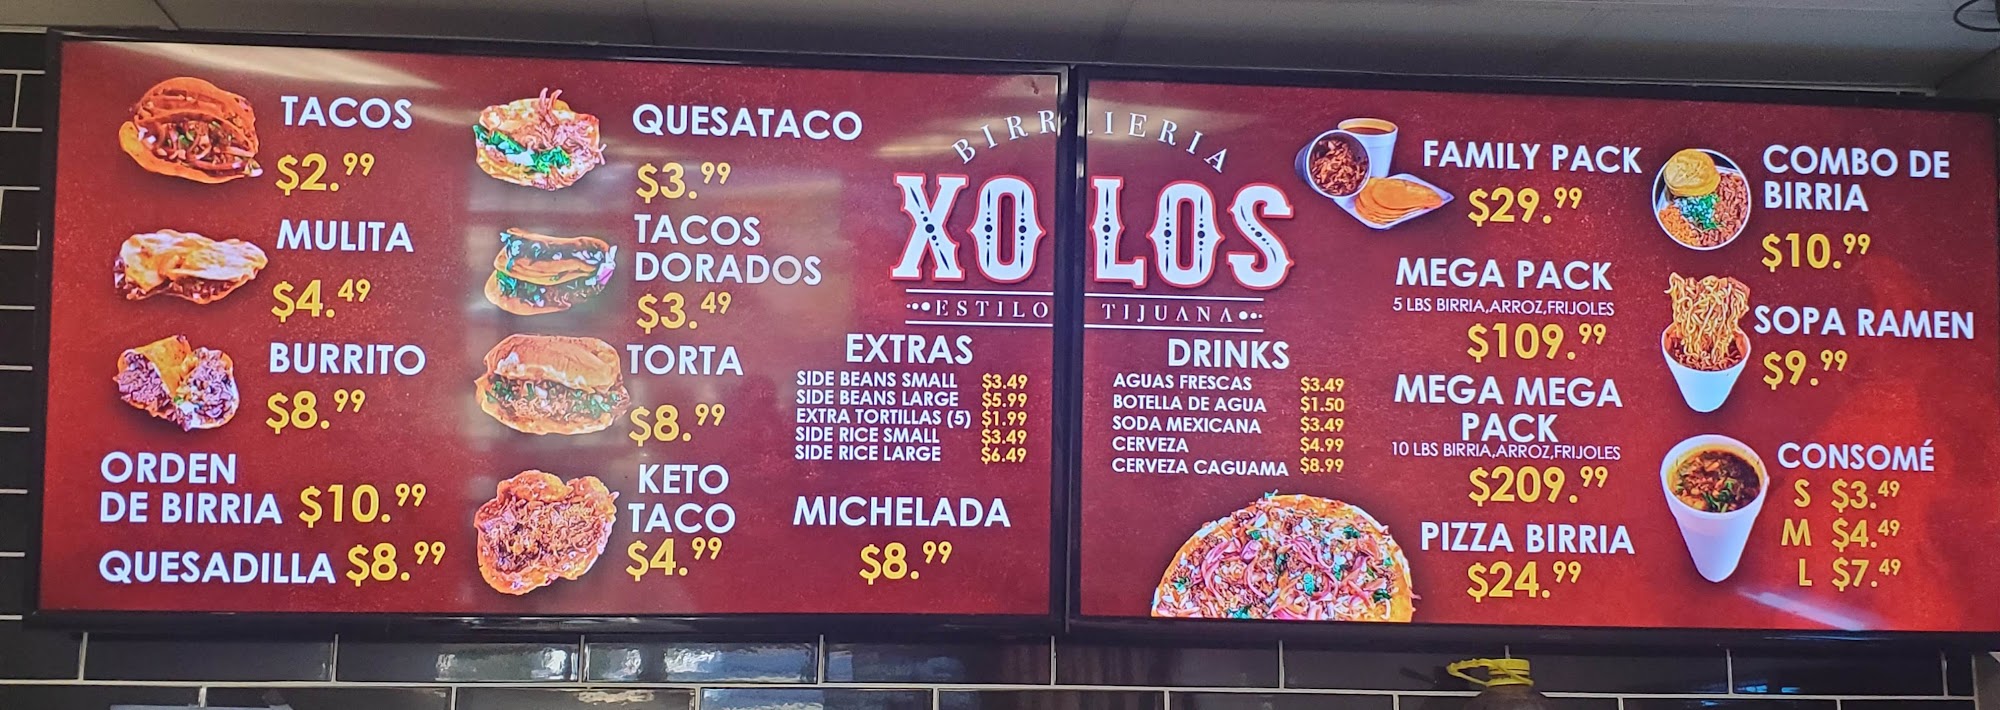 TACOS
$2.99
MULITA
$4.49
BURRITO
$8.99
ORDEN
DE BIRRIA $10.99
QUESADILLA $8.99
QUESATACO
$3.99
TACOS
DORADOS
$3.49
TORTA
$8.99
KETO
TACO
$4.99
BIRRIERIA
XOLOS
ESTILO TIJUANA
EXTRAS
SIDE BEANS SMALL $3.49
SIDE BEANS LARGE $5.99
EXTRA TORTILLAS (5) $1.99
SIDE RICE SMALL $3.49
SIDE RICE LARGE $6.49
MICHELADA
$8.99
DRINKS
AGUAS FRESCAS $3.49
BOTELLA DE AGUA $1.50
SODA MEXICANA $3.49
CERVEZA $4.99
CERVEZA CAGUAMA $8.99
FAMILY PACK
$29.99
MEGA PACK
5 LBS BIRRIA,ARROZ,FRIJOLES
$109.99
MEGA MEGA
PACK
10 LBS BIRRIA,ARROZ,FRIJOLES
$209.99
PIZZA BIRRIA
$24.99
COMBO DE
BIRRIA
$10.99
SOPA RAMEN
$9.99
CONSOMÉ
S $3.49
M $4.49
L $7.49